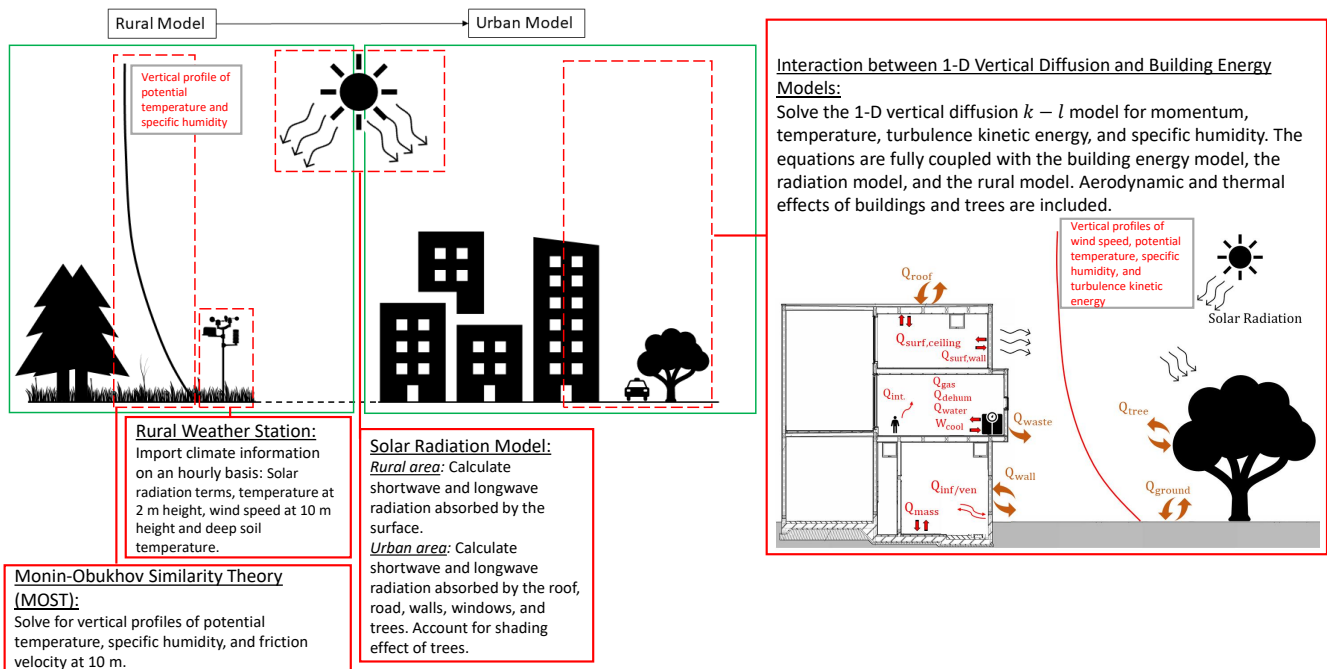 Rural Model
Urban Model
Vertical profile of
potential
temperature and
specific humidity
Rural Weather Station:
Import climate information
on an hourly basis: Solar
radiation terms, temperature at
2 m height, wind speed at 10 m
height and deep soil
temperature.
Monin-Obukhov Similarity Theory
(MOST):
Solve for vertical profiles of potential
temperature, specific humidity, and friction
velocity at 10 m.
Solar Radiation Model:
Rural area: Calculate
shortwave and longwave
radiation absorbed by the
surface.
Urban area: Calculate
shortwave and longwave
radiation absorbed by the roof,
road, walls, windows, and
trees. Account for shading
effect of trees.
Interaction between 1-D Vertical Diffusion and Building Energy
Models:
Solve the 1-D vertical diffusion k − l model for momentum,
temperature, turbulence kinetic energy, and specific humidity. The
equations are fully coupled with the building energy model, the
radiation model, and the rural model. Aerodynamic and thermal
effects of buildings and trees are included.
Vertical profiles of
wind speed, potential
temperature, specific
humidity, and
turbulence kinetic
energy
Solar Radiation
Q_roof
Q_surf,ceiling
Q_surf,wall
Q_gas
Q_dehum
Q_water
W_cool
Q_int.
Q_waste
Q_wall
Q_inf/ven
Q_mass
Q_tree
Q_ground